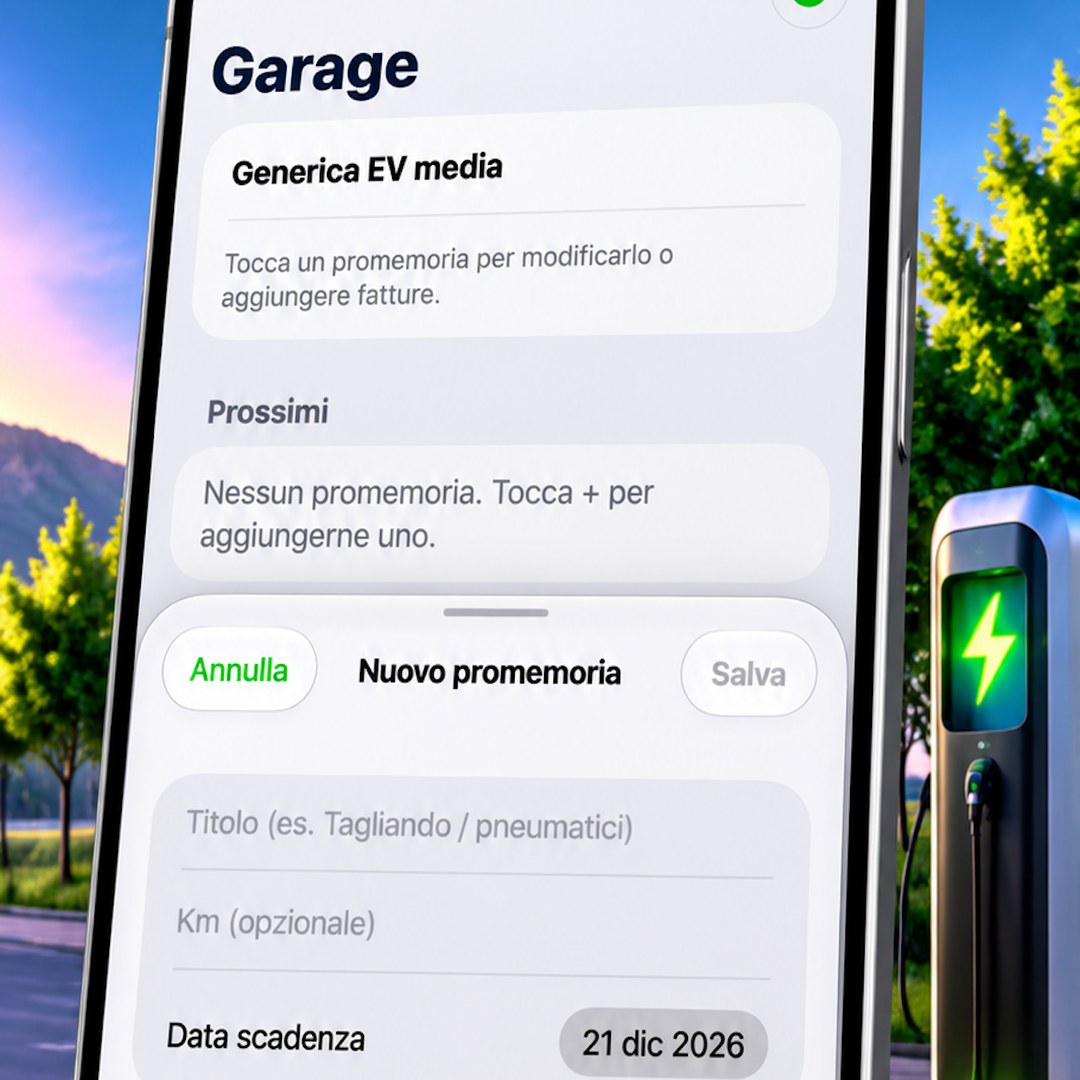 Garage
Generica EV media
Tocca un promemoria per modificarlo o
aggiungere fatture.
Prossimi
Nessun promemoria. Tocca + per
aggiungerne uno.
Annulla
Nuovo promemoria
Salva
Titolo (es. Tagliando / pneumatici)
Km (opzionale)
Data scadenza
21 dic 2026